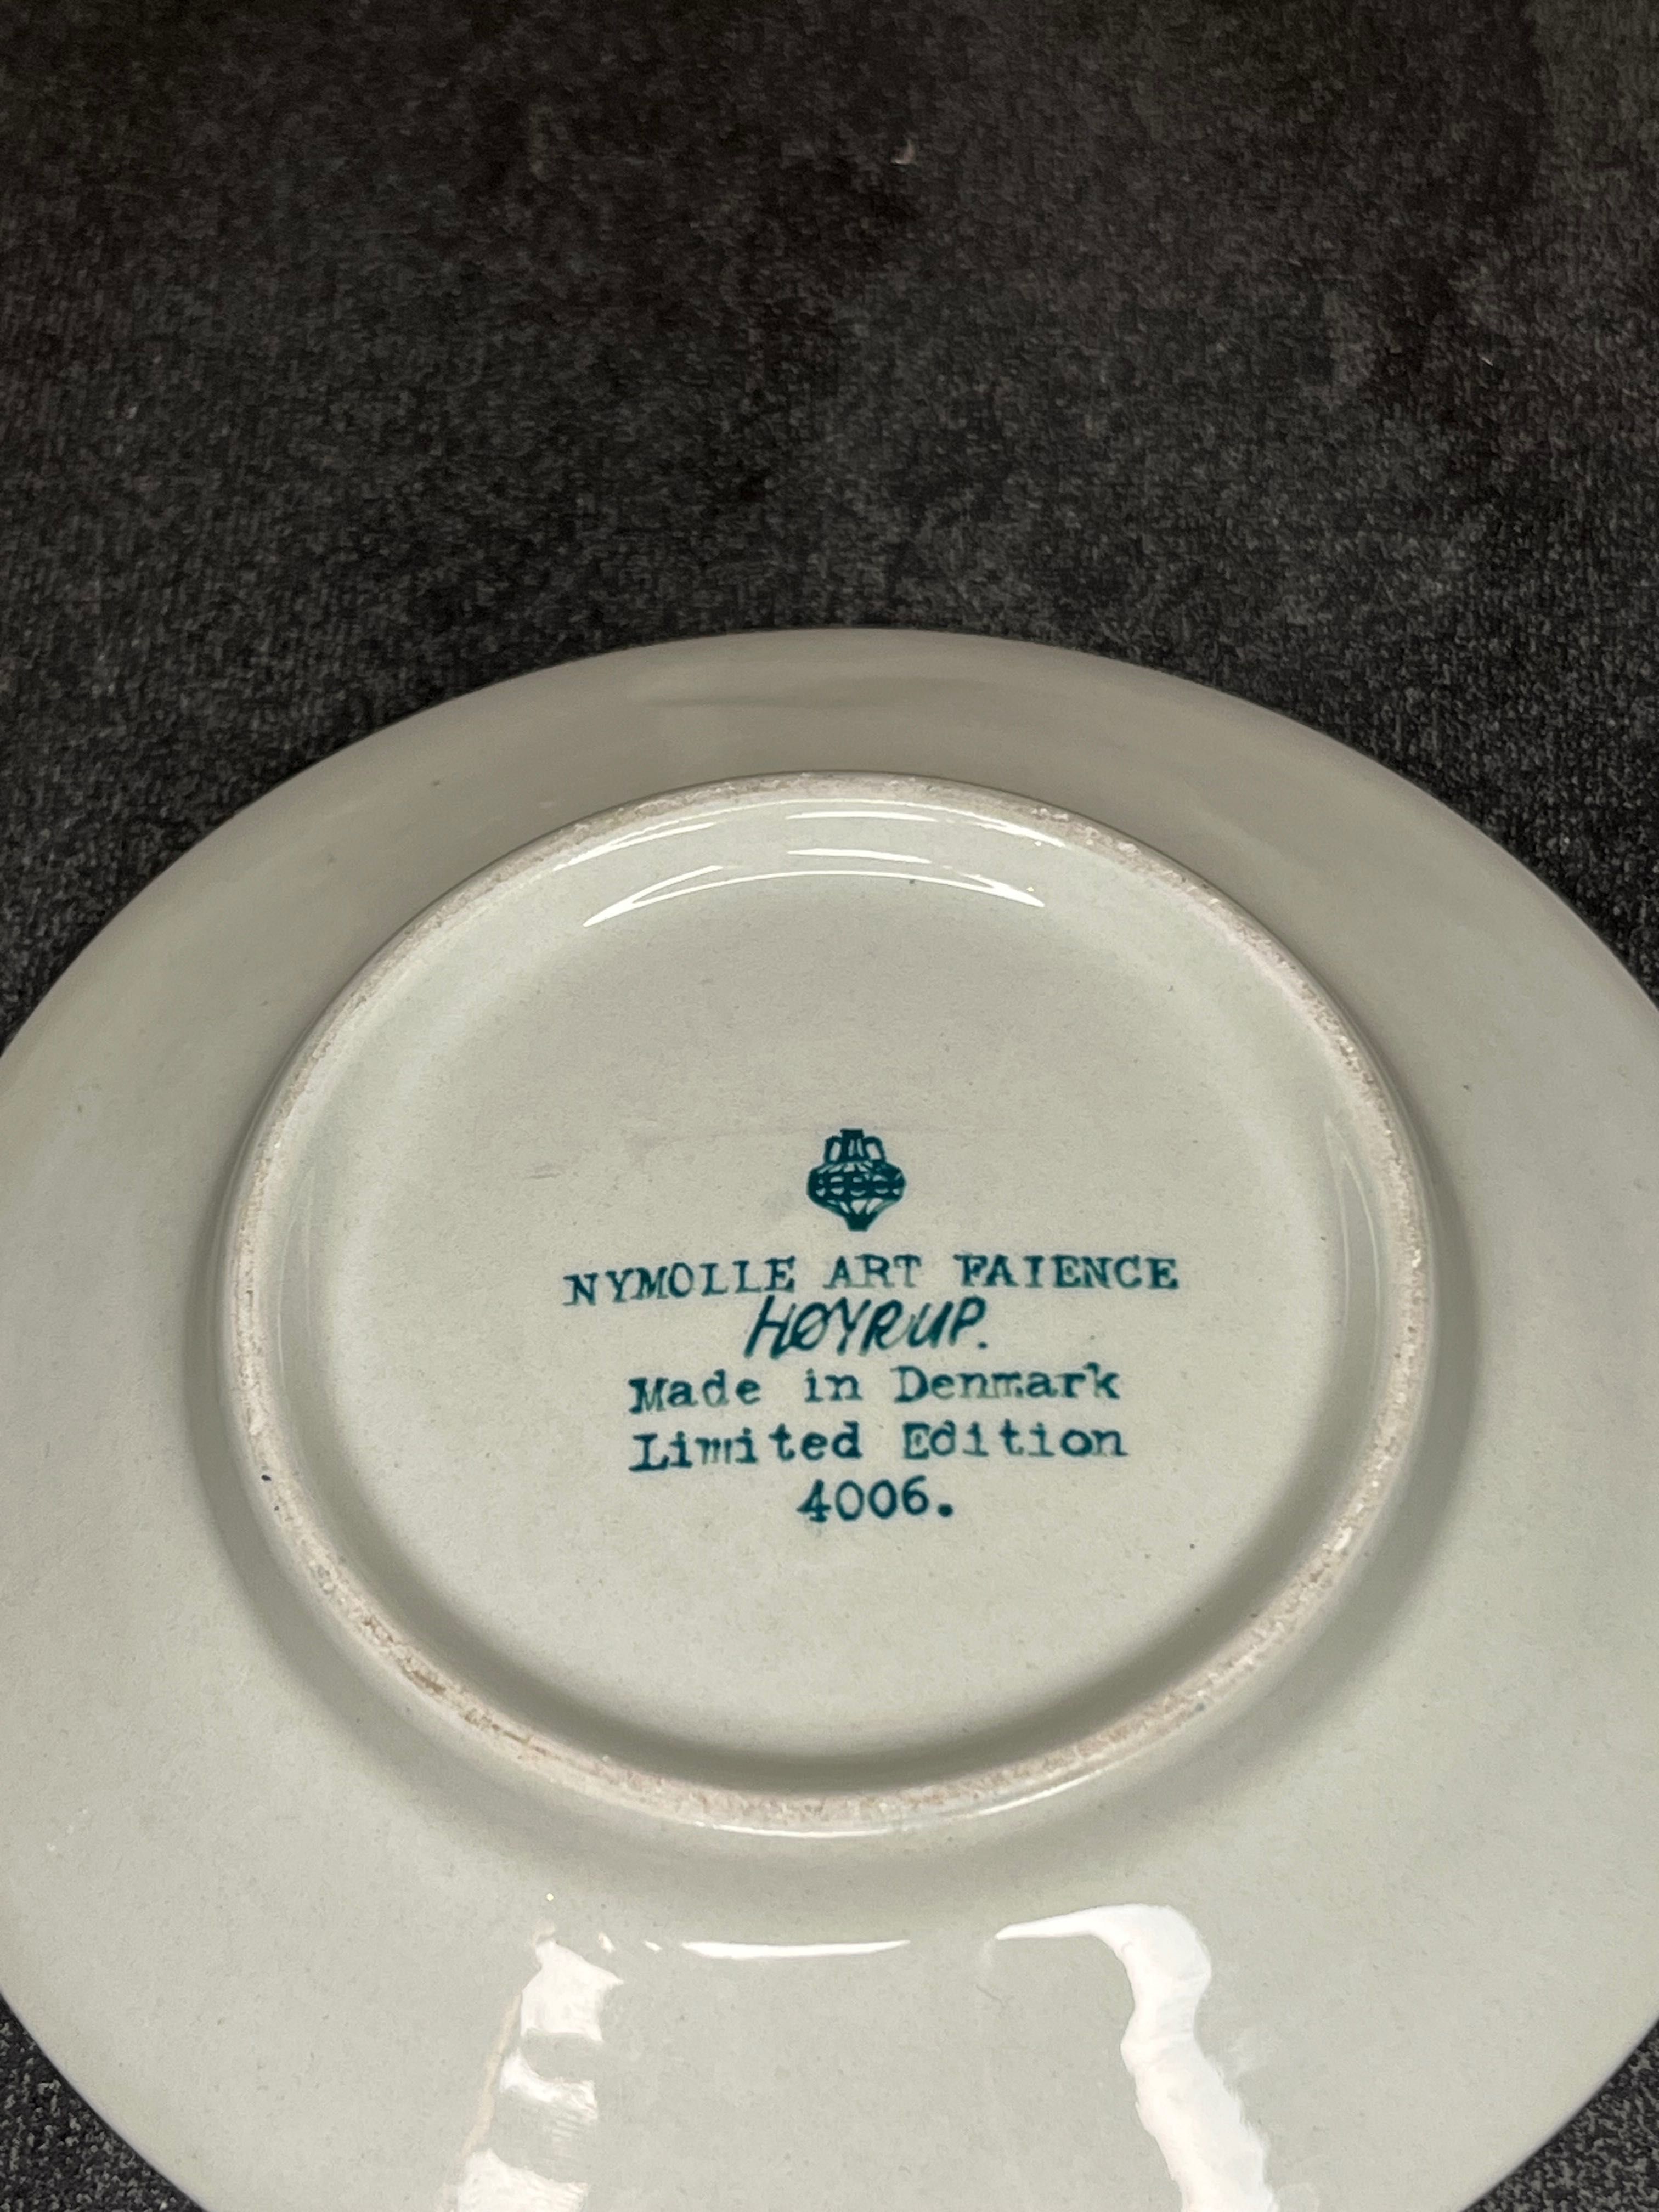 NYMOLLE ART FAIENCE
HØYRUP.
Made in Denmark
Limited Edition
4006.